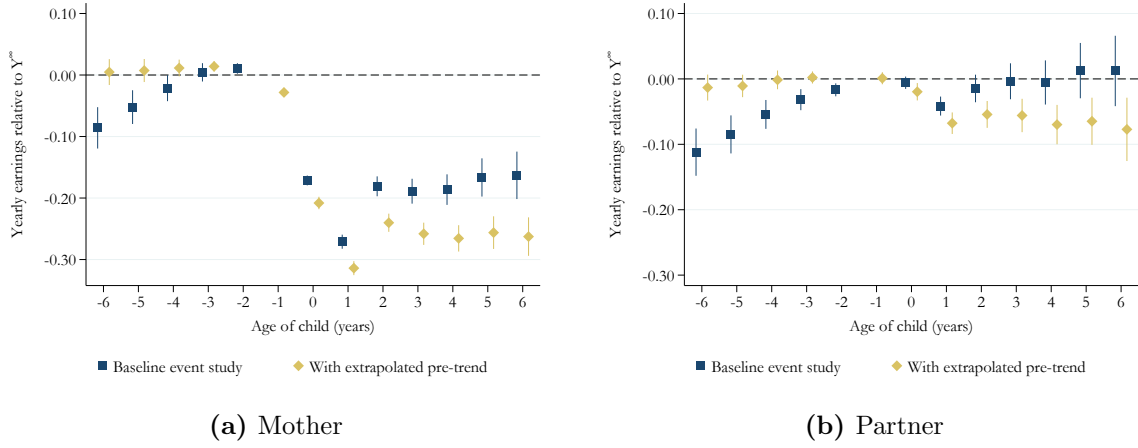 Yearly earnings relative to Y∞
0.10
0.00
-0.10
-0.20
-0.30
-6 -5 -4 -3 -2 -1 0 1 2 3 4 5 6
Age of child (years)
Baseline event study With extrapolated pre-trend
(a) Mother
Yearly earnings relative to Y∞
0.10
0.00
-0.10
-0.20
-0.30
-6 -5 -4 -3 -2 -1 0 1 2 3 4 5 6
Age of child (years)
Baseline event study With extrapolated pre-trend
(b) Partner